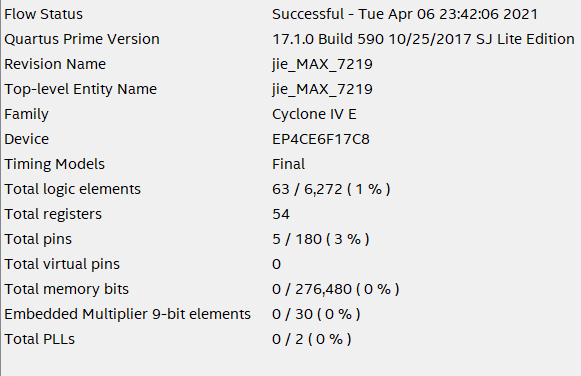 Flow Status Successful - Tue Apr 06 23:42:06 2021
Quartus Prime Version 17.1.0 Build 590 10/25/2017 SJ Lite Edition
Revision Name jie_MAX_7219
Top-level Entity Name jie_MAX_7219
Family Cyclone IV E
Device EP4CE6F17C8
Timing Models Final
Total logic elements 63 / 6,272 ( 1 % )
Total registers 54
Total pins 5 / 180 ( 3 % )
Total virtual pins 0
Total memory bits 0 / 276,480 ( 0 % )
Embedded Multiplier 9-bit elements 0 / 30 ( 0 % )
Total PLLs 0 / 2 ( 0 % )